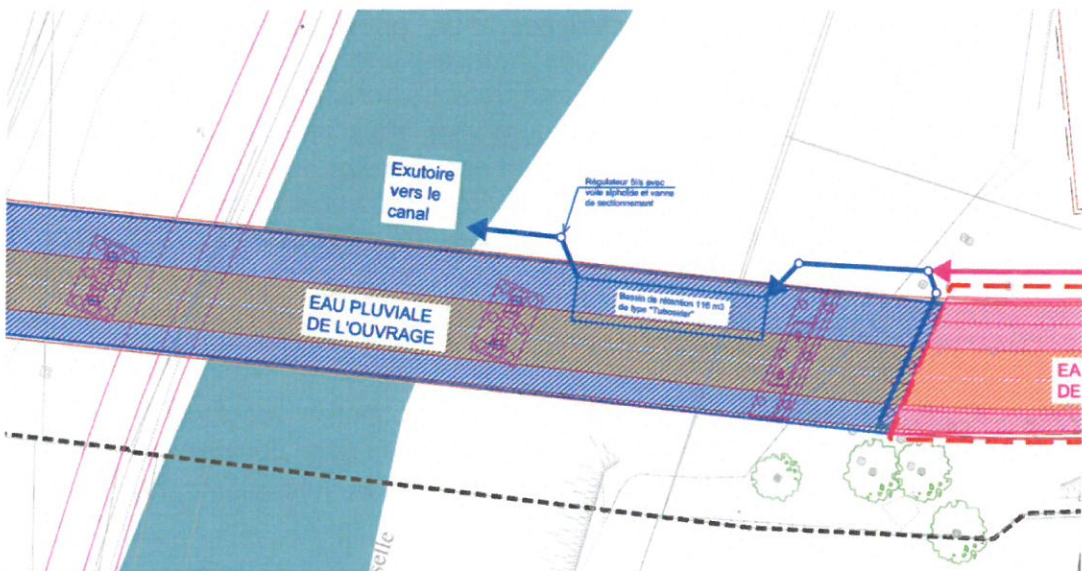 Exutoire
vers le
canal
Régulateur 5l/s avec
voile siphoïde et vanne
de sectionnement
EAU PLUVIALE
DE L'OUVRAGE
Bassin de rétention 116 m3
de type "Tubosider"
EA
DE
selle